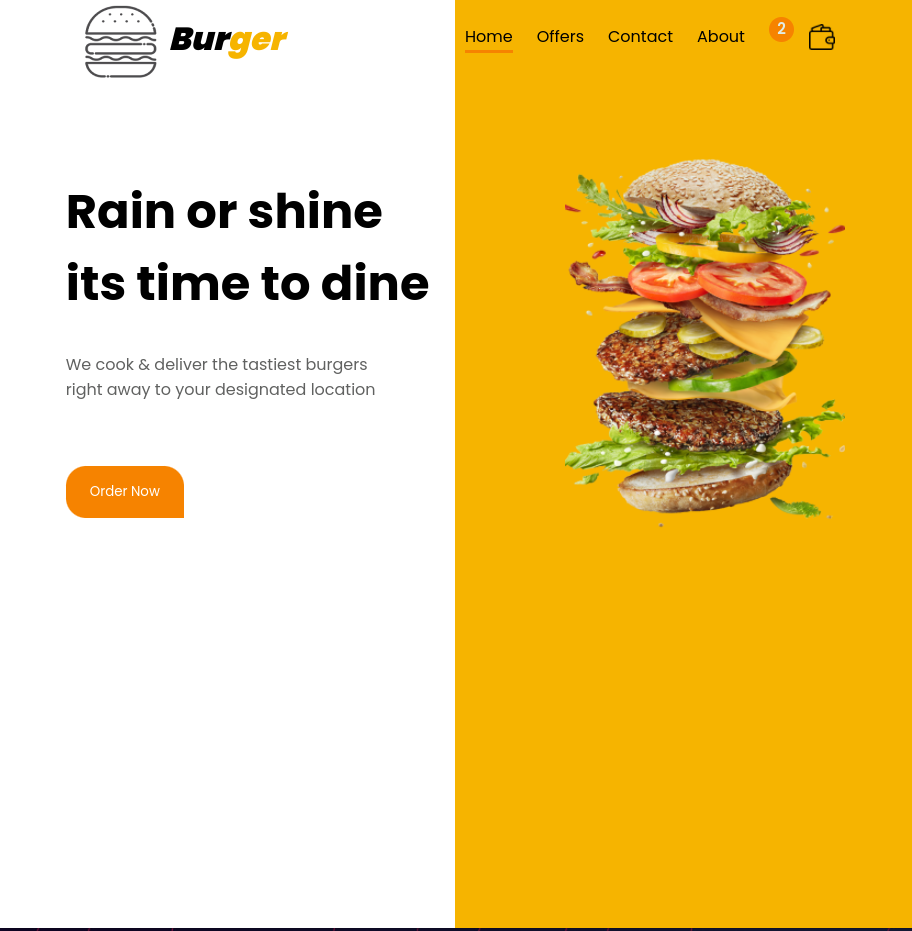 Burger
Home Offers Contact About 2
Rain or shine
its time to dine
We cook & deliver the tastiest burgers
right away to your designated location
Order Now